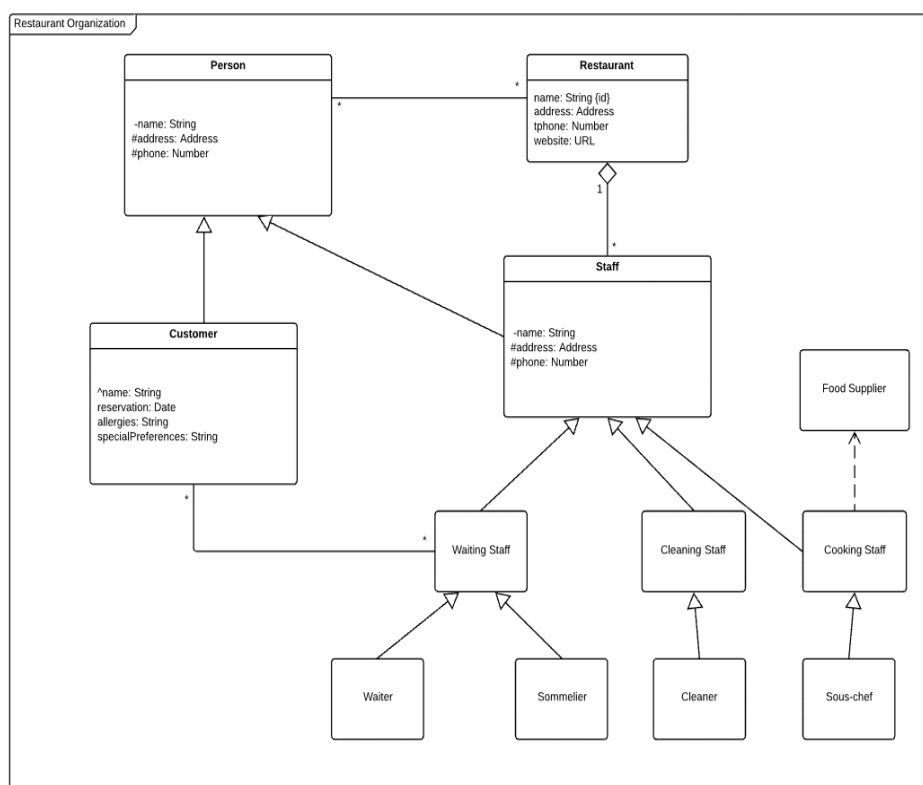 Restaurant Organization
Person
-name: String
#address: Address
#phone: Number
*
*
Restaurant
name: String {id}
address: Address
tphone: Number
website: URL
1
*
Staff
-name: String
#address: Address
#phone: Number
Customer
^name: String
reservation: Date
allergies: String
specialPreferences: String
*
*
Food Supplier
Waiting Staff
Cleaning Staff
Cooking Staff
Waiter
Sommelier
Cleaner
Sous-chef